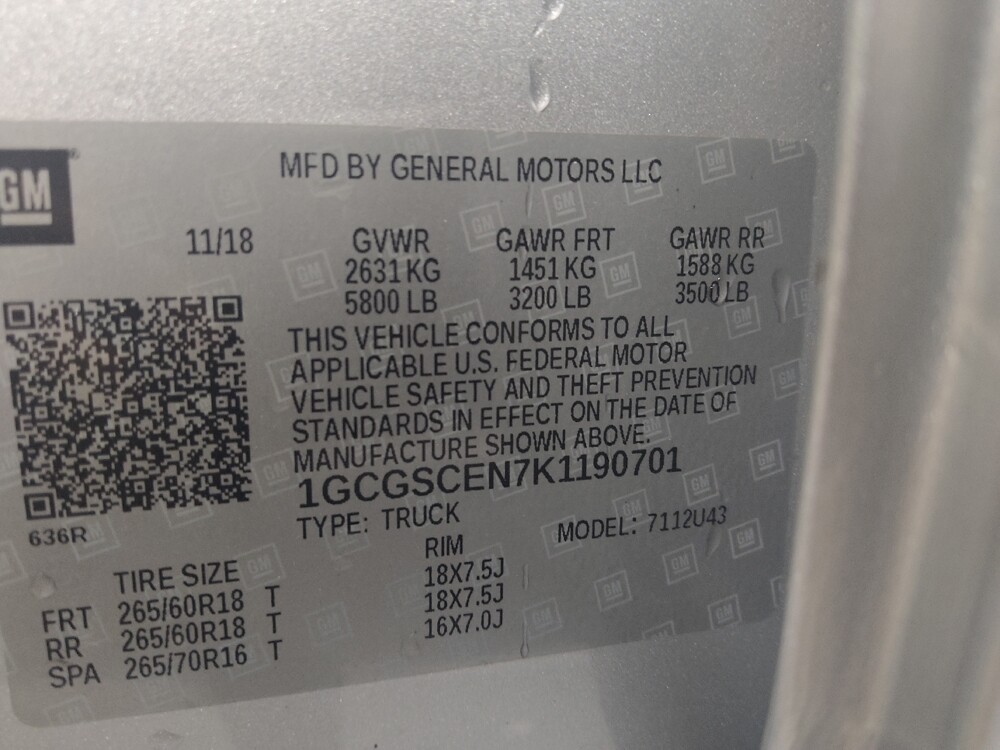 GM
MFD BY GENERAL MOTORS LLC
11/18 GVWR GAWR FRT GAWR RR
2631 KG 1451 KG 1588 KG
5800 LB 3200 LB 3500 LB
THIS VEHICLE CONFORMS TO ALL
APPLICABLE U.S. FEDERAL MOTOR
VEHICLE SAFETY AND THEFT PREVENTION
STANDARDS IN EFFECT ON THE DATE OF
MANUFACTURE SHOWN ABOVE.
1GCGSCEN7K1190701
636R
TYPE: TRUCK MODEL: 7112U43
TIRE SIZE RIM
FRT 265/60R18 T 18X7.5J
RR 265/60R18 T 18X7.5J
SPA 265/70R16 T 16X7.0J